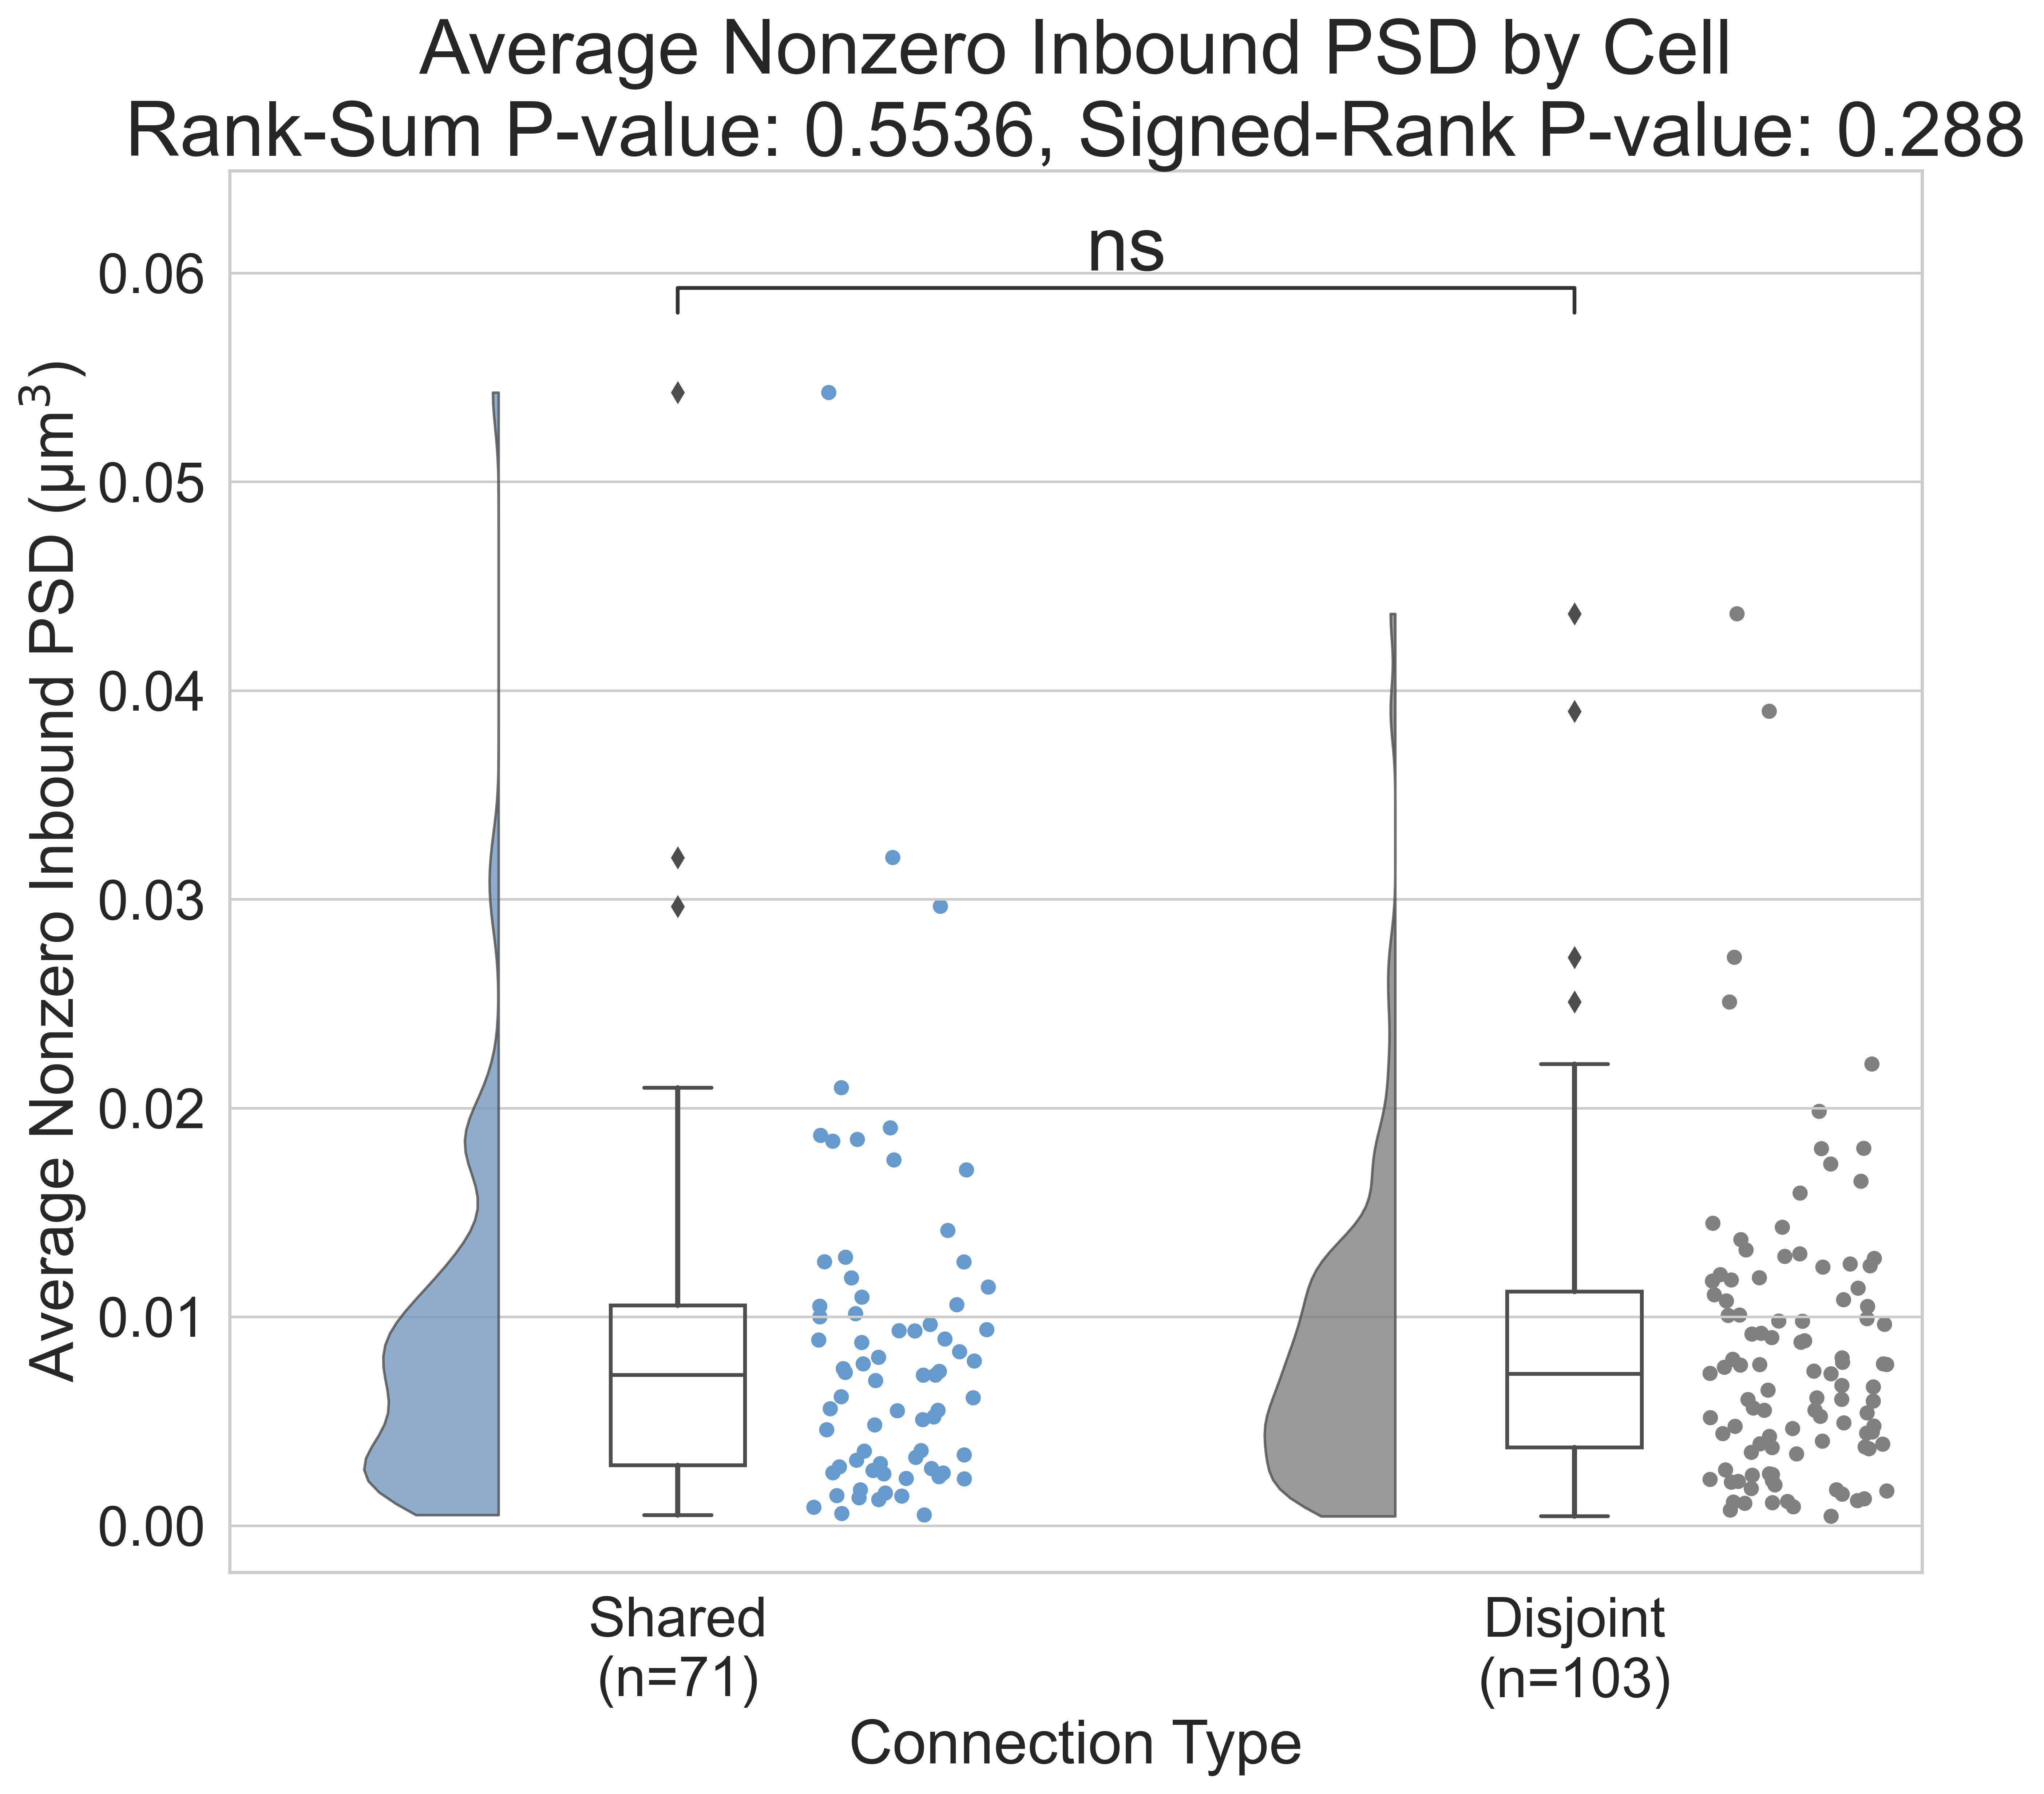 Average Nonzero Inbound PSD by Cell
Rank-Sum P-value: 0.5536, Signed-Rank P-value: 0.288
ns
Average Nonzero Inbound PSD (μm³)
0.06
0.05
0.04
0.03
0.02
0.01
0.00
Shared
(n=71)
Disjoint
(n=103)
Connection Type